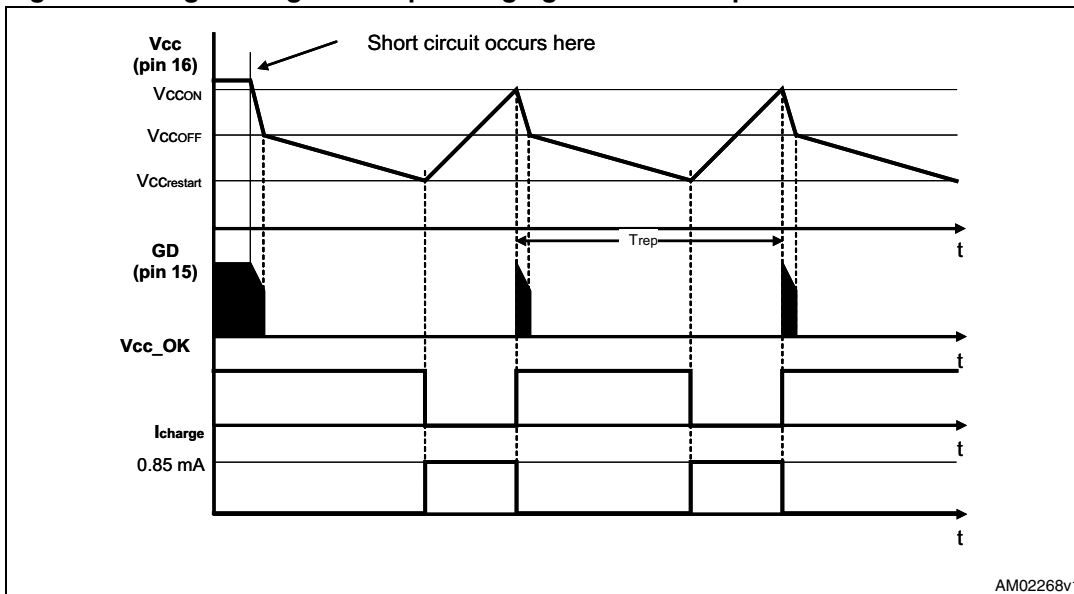 Vcc
(pin 16)
Short circuit occurs here
VCCON
VCCOFF
VCCrestart
t
Trep
GD
(pin 15)
t
Vcc_OK
t
Icharge
0.85 mA
t